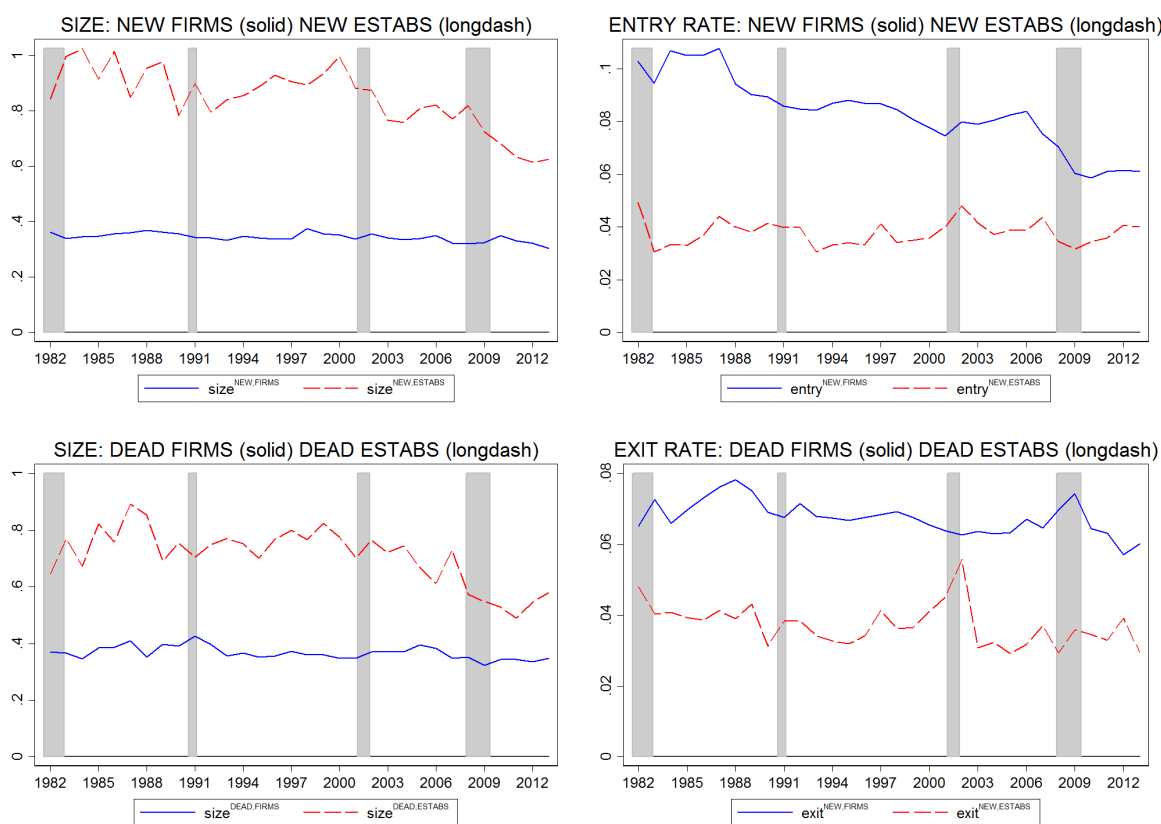 SIZE: NEW FIRMS (solid) NEW ESTABS (longdash)
1
.8
.6
.4
.2
0
1982 1985 1988 1991 1994 1997 2000 2003 2006 2009 2012
size^NEW,FIRMS size^NEW,ESTABS
ENTRY RATE: NEW FIRMS (solid) NEW ESTABS (longdash)
.1
.08
.06
.04
.02
0
1982 1985 1988 1991 1994 1997 2000 2003 2006 2009 2012
entry^NEW,FIRMS entry^NEW,ESTABS
SIZE: DEAD FIRMS (solid) DEAD ESTABS (longdash)
1
.8
.6
.4
.2
0
1982 1985 1988 1991 1994 1997 2000 2003 2006 2009 2012
size^DEAD,FIRMS size^DEAD,ESTABS
EXIT RATE: DEAD FIRMS (solid) DEAD ESTABS (longdash)
.08
.06
.04
.02
0
1982 1985 1988 1991 1994 1997 2000 2003 2006 2009 2012
exit^NEW,FIRMS exit^NEW,ESTABS